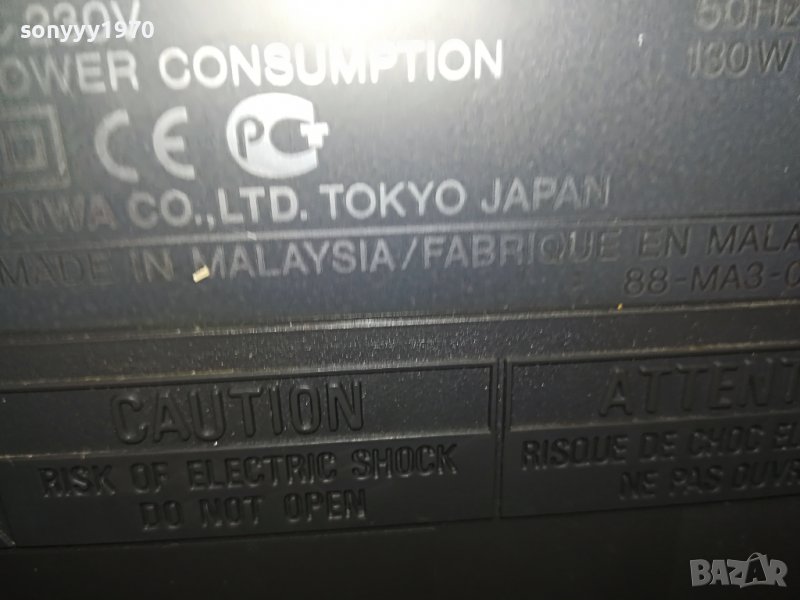 sonyyy1970
230V 50Hz
POWER CONSUMPTION 130W
CE PCT
AIWA CO.,LTD. TOKYO JAPAN
MADE IN MALAYSIA/FABRIQUE EN MALA
88-MA3-0
CAUTION
RISK OF ELECTRIC SHOCK
DO NOT OPEN
ATTENT
RISQUE DE CHOC EL
NE PAS OUVR
BAZAR